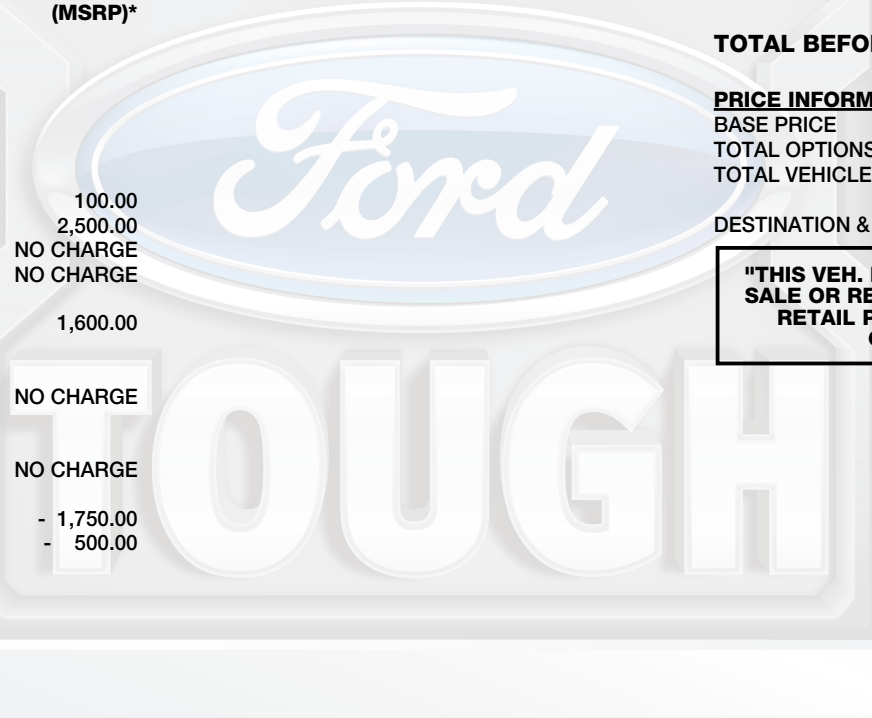 (MSRP)*
100.00
2,500.00
NO CHARGE
NO CHARGE
1,600.00
NO CHARGE
NO CHARGE
- 1,750.00
- 500.00
TOTAL BEFO
PRICE INFORM
BASE PRICE
TOTAL OPTIONS
TOTAL VEHICLE
DESTINATION &
"THIS VEH.
SALE OR RE
RETAIL P
Ford
TOUGH